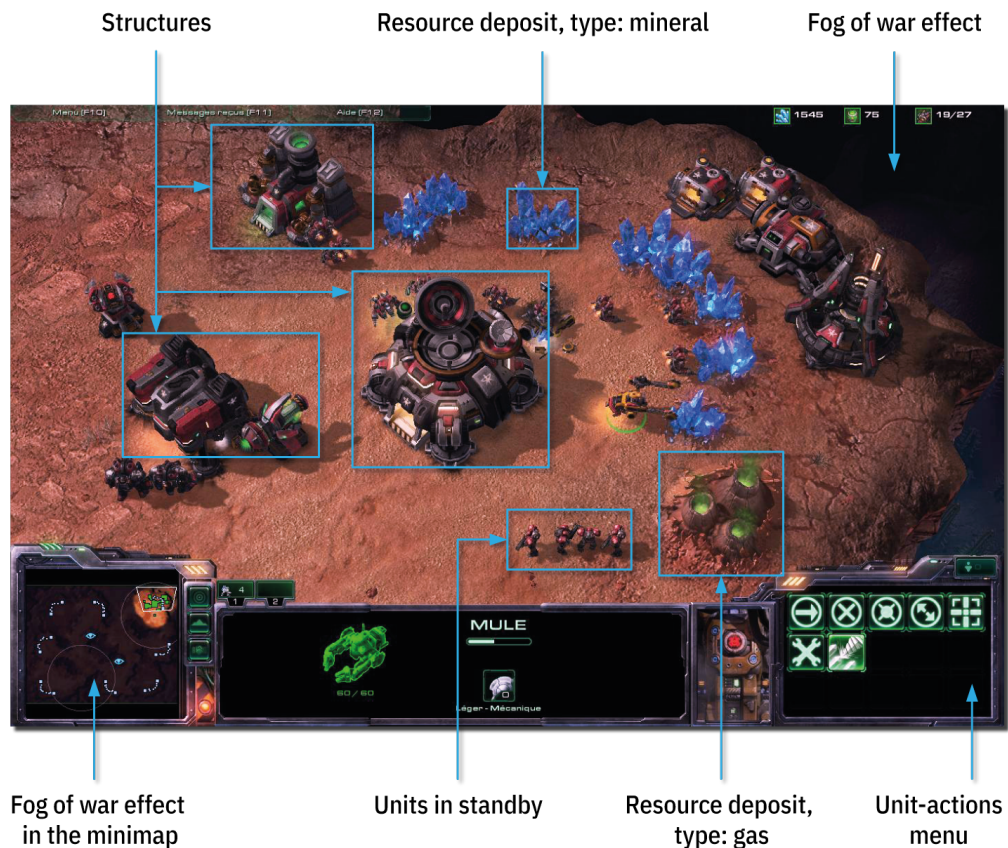 Structures
Resource deposit, type: mineral
Fog of war effect
Menu (F10)
Messages reçus (F11)
Aide (F12)
1545
75
19/27
4
1
2
MULE
60/60
Léger - Mécanique
Fog of war effect
in the minimap
Units in standby
Resource deposit,
type: gas
Unit-actions
menu